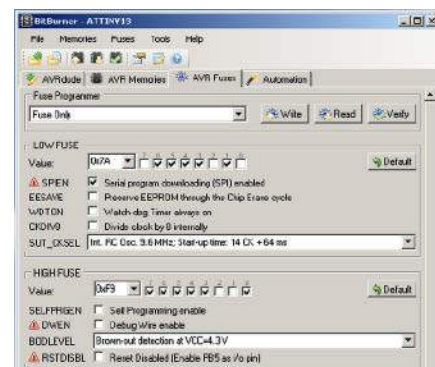 BitBurner - ATTINY13
File Memories Fuses Tools Help
AVRdude AVR Memories AVR Fuses Automation
Fuse Programmer
Fuse Only Write Read Verify
LOW FUSE
Value: 0x7A Default
SPEN Serial program downloading (SPI) enabled
EESAVE Preserve EEPROM through the Chip Erase cycle
WDTON Watch-dog Timer always on
CKDIV8 Divide clock by 8 internally
SUT_CKSEL Int. RC Osc. 9.6 MHz; Start-up time: 14 CK + 64 ms
HIGH FUSE
Value: 0xF9 Default
SELFPRGEN Self Programming enable
DWEN Debug Wire enable
BODLEVEL Brown-out detection at VCC=4.3 V
RSTDISBL Reset Disabled (Enable PB5 as i/o pin)